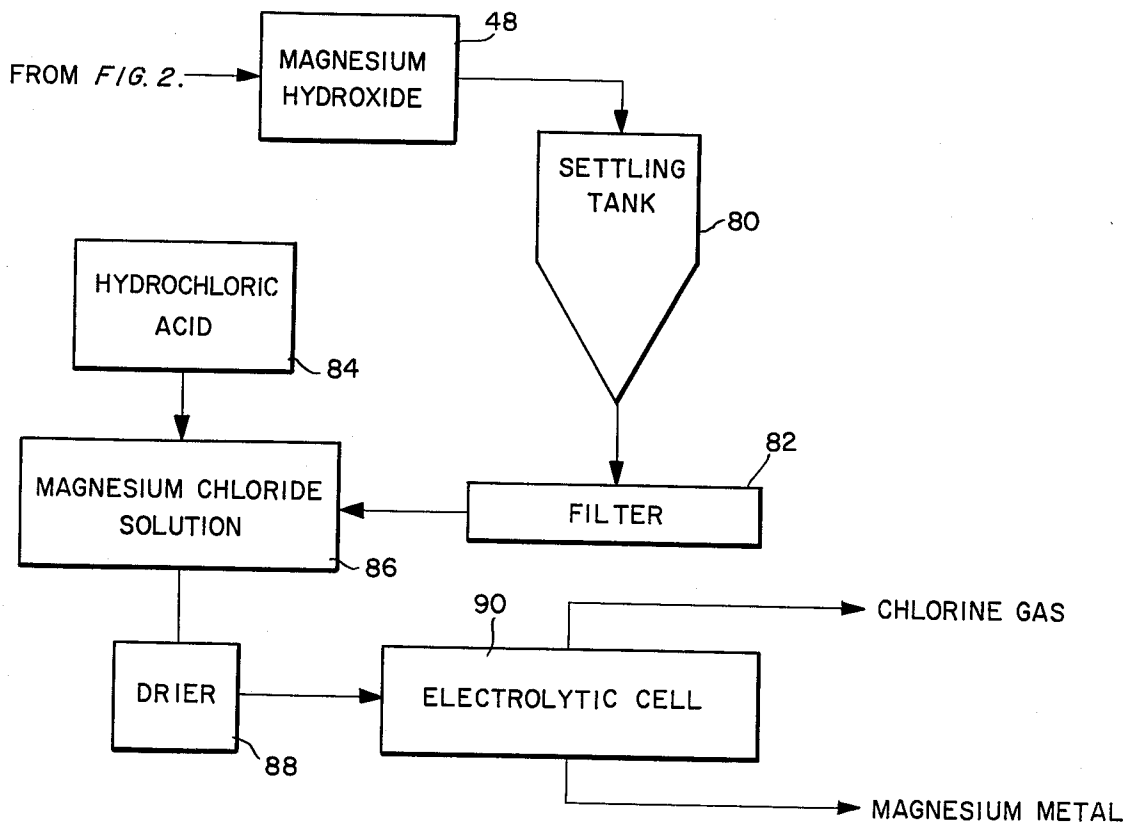 48
FROM FIG. 2.
MAGNESIUM
HYDROXIDE
SETTLING
TANK
80
HYDROCHLORIC
ACID
84
82
MAGNESIUM CHLORIDE
SOLUTION
86
FILTER
90
CHLORINE GAS
DRIER
88
ELECTROLYTIC CELL
MAGNESIUM METAL